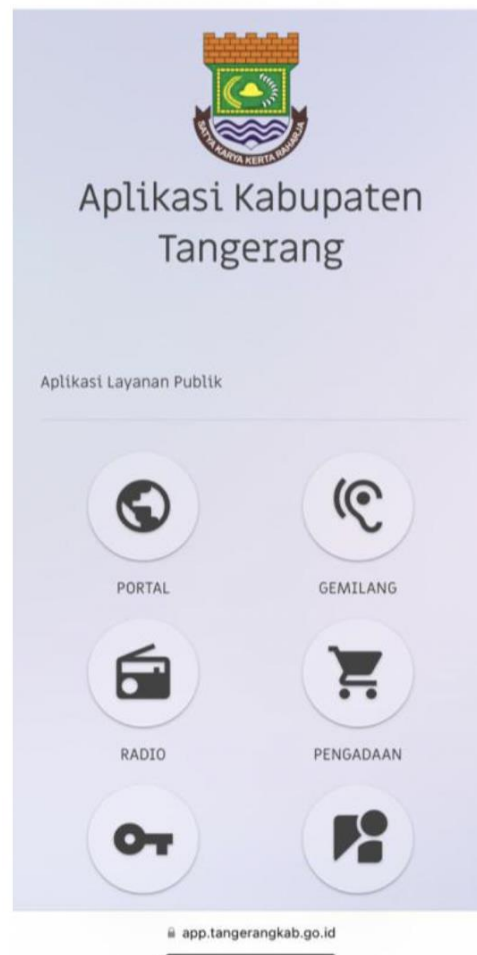 SATYA KARYA KERTA RAHARJA
Aplikasi Kabupaten
Tangerang
Aplikasi Layanan Publik
PORTAL
GEMILANG
RADIO
PENGADAAN
app.tangerangkab.go.id